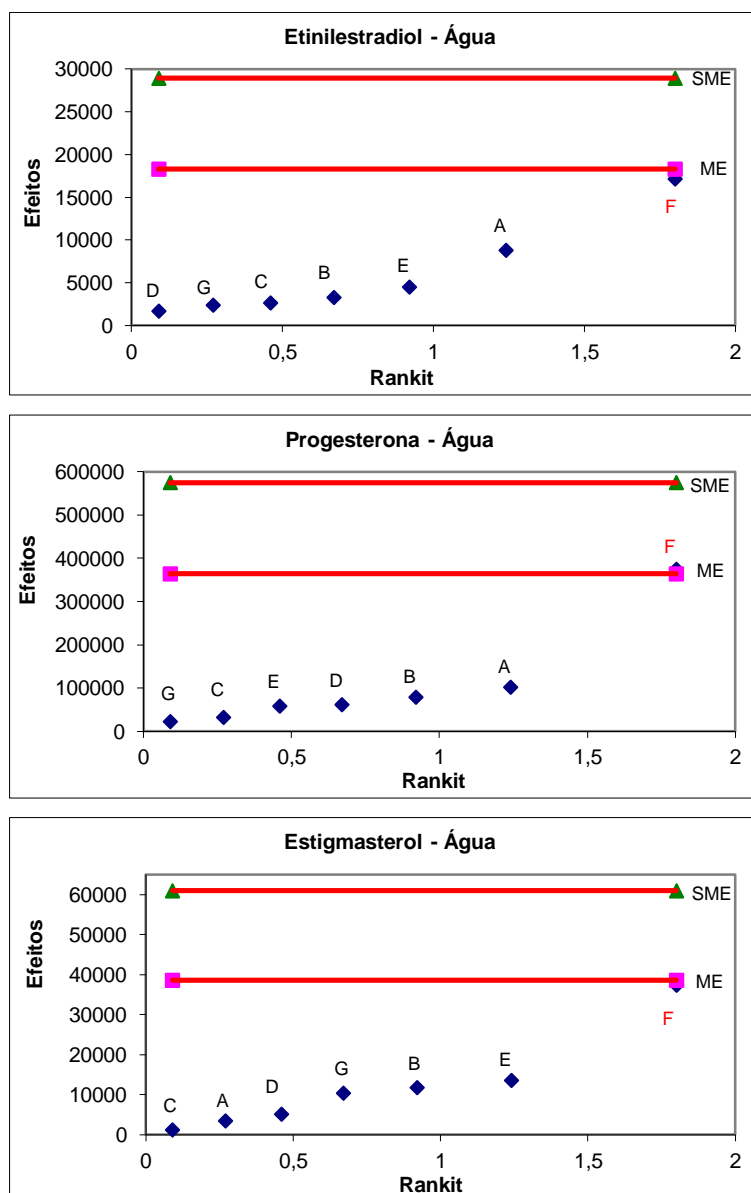 Etinilestradiol - Água
30000
SME
25000
20000
ME
15000
F
Efeitos
A
10000
E
B
C
G
D
5000
0
0
0,5
1
1,5
2
Rankit
Progesterona - Água
600000
SME
500000
F
400000
ME
300000
Efeitos
200000
A
B
D
E
C
G
100000
0
0
0,5
1
1,5
2
Rankit
Estigmasterol - Água
60000
SME
50000
40000
ME
F
30000
Efeitos
20000
E
B
G
D
A
C
10000
0
0
0,5
1
1,5
2
Rankit